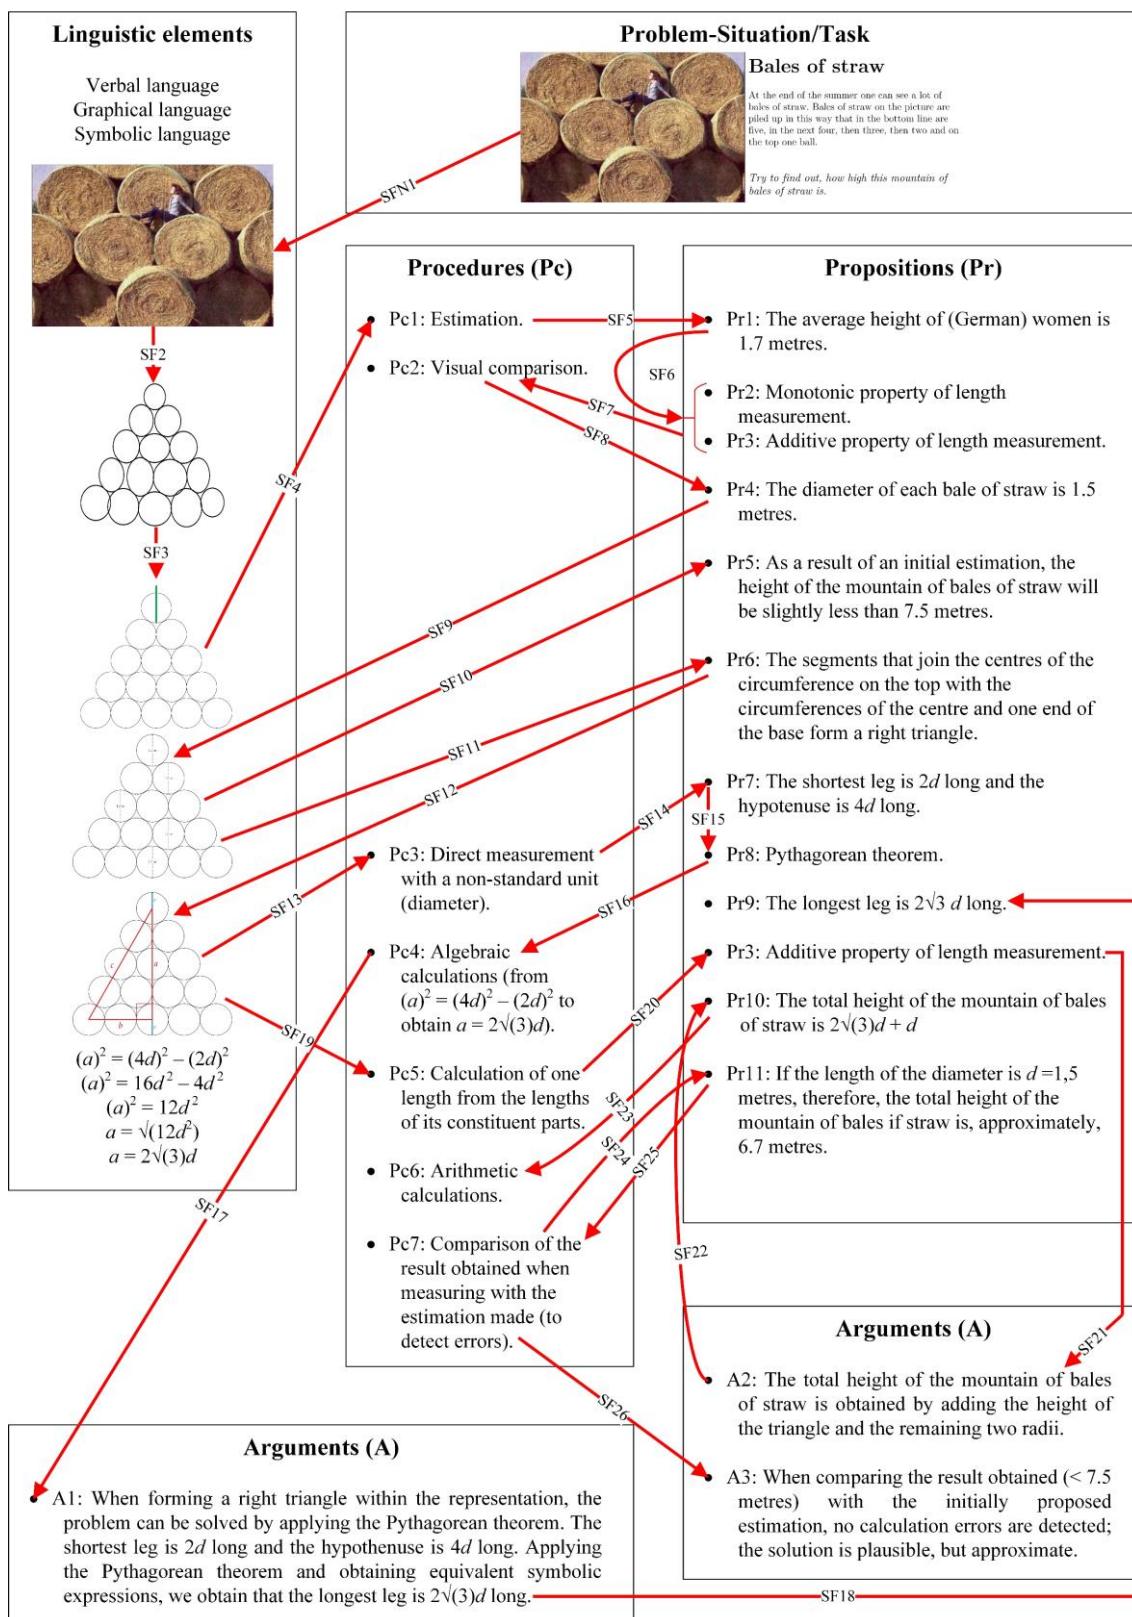 Linguistic elements
Verbal language
Graphical language
Symbolic language
SF2
SF3
c
a
b
(a)² = (4d)² – (2d)²
(a)² = 16d² – 4d²
(a)² = 12d²
a = √(12d²)
a = 2√(3)d
Problem-Situation/Task
Bales of straw
At the end of the summer one can see a lot of
bales of straw. Bales of straw on the picture are
piled up in this way that in the bottom line are
five, in the next four, then three, then two and on
the top one ball.
Try to find out, how high this mountain of
bales of straw is.
SFN1
Procedures (Pc)
• Pc1: Estimation.
• Pc2: Visual comparison.
• Pc3: Direct measurement
with a non-standard unit
(diameter).
• Pc4: Algebraic
calculations (from
(a)² = (4d)² – (2d)² to
obtain a = 2√(3)d).
• Pc5: Calculation of one
length from the lengths
of its constituent parts.
• Pc6: Arithmetic
calculations.
• Pc7: Comparison of the
result obtained when
measuring with the
estimation made (to
detect errors).
Propositions (Pr)
• Pr1: The average height of (German) women is
1.7 metres.
• Pr2: Monotonic property of length
measurement.
• Pr3: Additive property of length measurement.
• Pr4: The diameter of each bale of straw is 1.5
metres.
• Pr5: As a result of an initial estimation, the
height of the mountain of bales of straw will
be slightly less than 7.5 metres.
• Pr6: The segments that join the centres of the
circumference on the top with the
circumferences of the centre and one end of
the base form a right triangle.
• Pr7: The shortest leg is 2d long and the
hypotenuse is 4d long.
• Pr8: Pythagorean theorem.
• Pr9: The longest leg is 2√3 d long.
• Pr3: Additive property of length measurement.
• Pr10: The total height of the mountain of bales
of straw is 2√(3)d + d
• Pr11: If the length of the diameter is d =1,5
metres, therefore, the total height of the
mountain of bales if straw is, approximately,
6.7 metres.
SF4
SF5
SF6
SF7
SF8
SF9
SF10
SF11
SF12
SF13
SF14
SF15
SF16
SF17
SF19
SF20
SF23
SF24
SF25
SF22
SF21
SF26
Arguments (A)
• A2: The total height of the mountain of bales
of straw is obtained by adding the height of
the triangle and the remaining two radii.
• A3: When comparing the result obtained (< 7.5
metres) with the initially proposed
estimation, no calculation errors are detected;
the solution is plausible, but approximate.
Arguments (A)
• A1: When forming a right triangle within the representation, the
problem can be solved by applying the Pythagorean theorem. The
shortest leg is 2d long and the hypothenuse is 4d long. Applying
the Pythagorean theorem and obtaining equivalent symbolic
expressions, we obtain that the longest leg is 2√(3)d long.
SF18